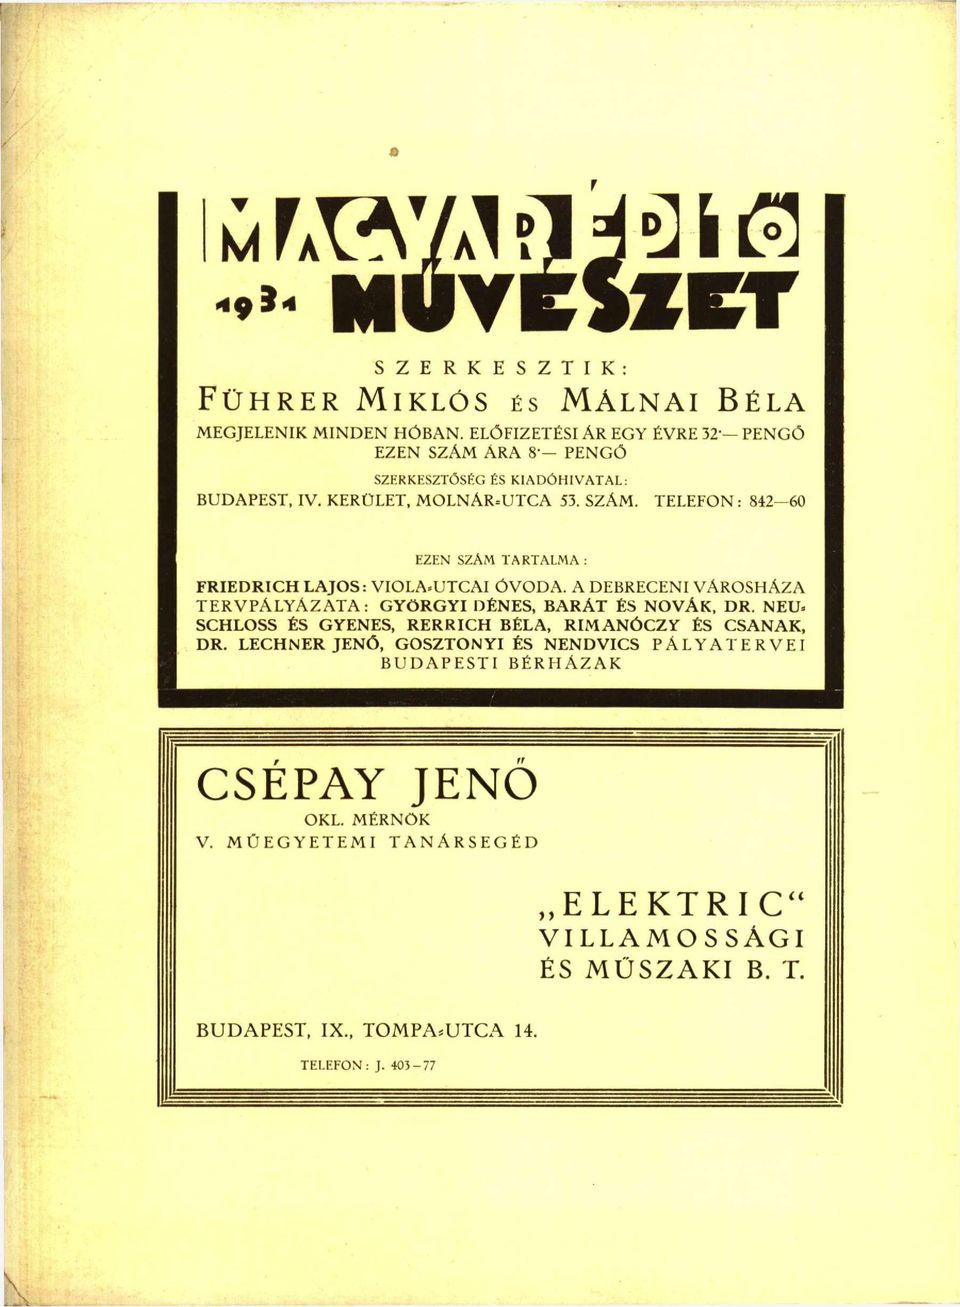 MAGYAR ÉPITŐ
1931 MŰVÉSZET
SZERKESZTIK:
FÜHRER MIKLÓS ÉS MÁLNAI BÉLA
MEGJELENIK MINDEN HÓBAN. ELŐFIZETÉSI ÁR EGY ÉVRE 32·— PENGŐ
EZEN SZÁM ÁRA 8·— PENGŐ
SZERKESZTŐSÉG ÉS KIADÓHIVATAL:
BUDAPEST, IV. KERÜLET, MOLNÁR-UTCA 53. SZÁM. TELEFON: 842—60
EZEN SZÁM TARTALMA:
FRIEDRICH LAJOS: VIOLA-UTCAI ÓVODA. A DEBRECENI VÁROSHÁZA
TERVPÁLYÁZATA: GYÖRGYI DÉNES, BARÁT ÉS NOVÁK, DR. NEU-
SCHLOSS ÉS GYENES, RERRICH BÉLA, RIMANÓCZY ÉS CSANAK,
DR. LECHNER JENŐ, GOSZTONYI ÉS NENDVICS PÁLYATERVEI
BUDAPESTI BÉRHÁZAK
CSÉPAY JENŐ
OKL. MÉRNÖK
V. MŰEGYETEMI TANÁRSEGÉD
„ELEKTRIC“
VILLAMOSSÁGI
ÉS MŰSZAKI B. T.
BUDAPEST, IX., TOMPA-UTCA 14.
TELEFON: J. 403–77